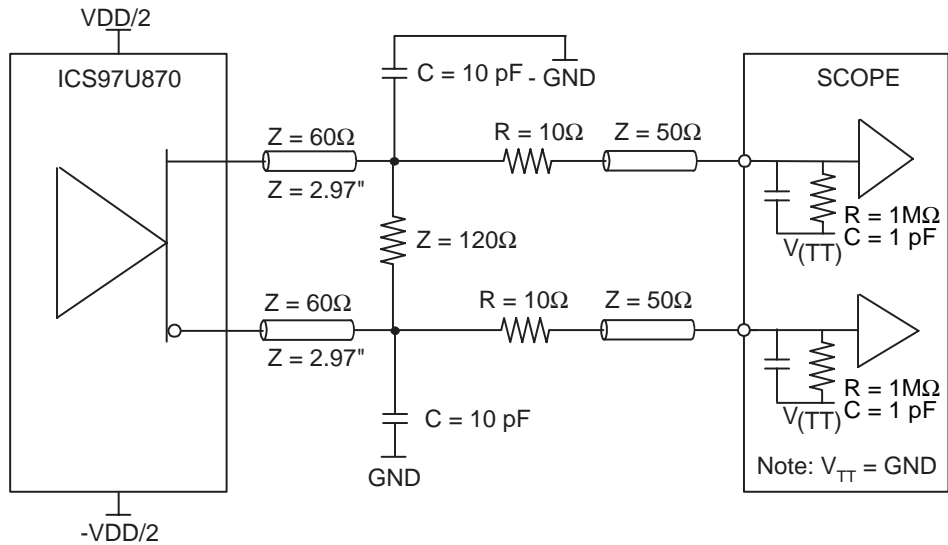 VDD/2
ICS97U870
C = 10 pF
- GND
SCOPE
Z = 60Ω
R = 10Ω
Z = 50Ω
Z = 2.97"
R = 1MΩ
C = 1 pF
V(TT)
Z = 120Ω
Z = 60Ω
R = 10Ω
Z = 50Ω
Z = 2.97"
R = 1MΩ
C = 1 pF
V(TT)
C = 10 pF
GND
Note: VTT = GND
-VDD/2